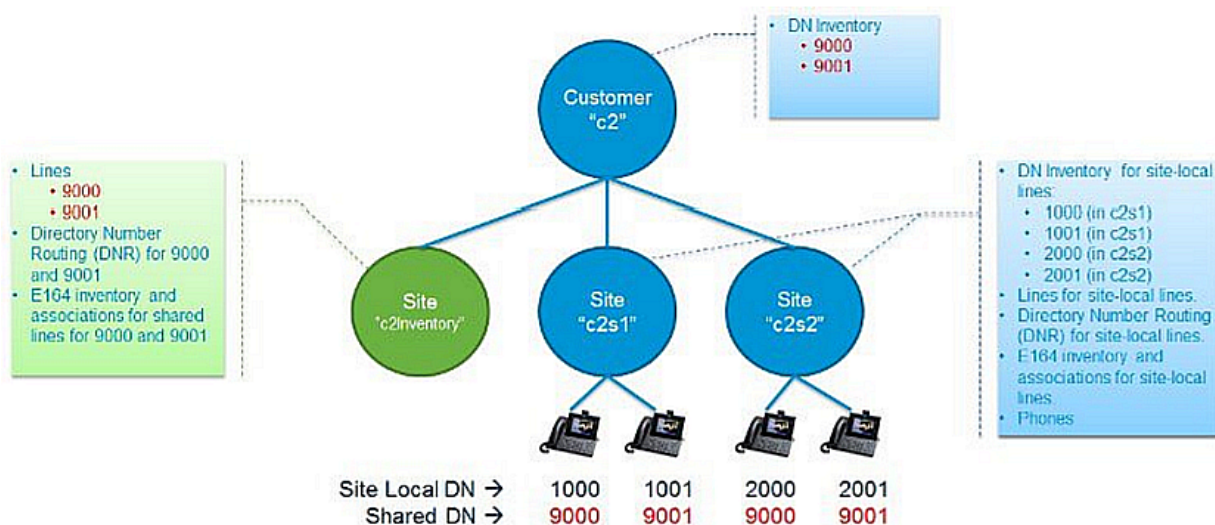 • DN Inventory
• 9000
• 9001
Customer
"c2"
• Lines
• 9000
• 9001
• Directory Number
Routing (DNR) for 9000
and 9001
• E164 inventory and
associations for shared
lines for 9000 and 9001
• DN Inventory for site-local
lines:
• 1000 (in c2s1)
• 1001 (in c2s1)
• 2000 (in c2s2)
• 2001 (in c2s2)
• Lines for site-local lines.
• Directory Number Routing
(DNR) for site-local lines.
• E164 inventory and
associations for site-local
lines.
• Phones
Site
"c2Inventory"
Site
"c2s1"
Site
"c2s2"
Site Local DN → 1000 1001 2000 2001
Shared DN → 9000 9001 9000 9001